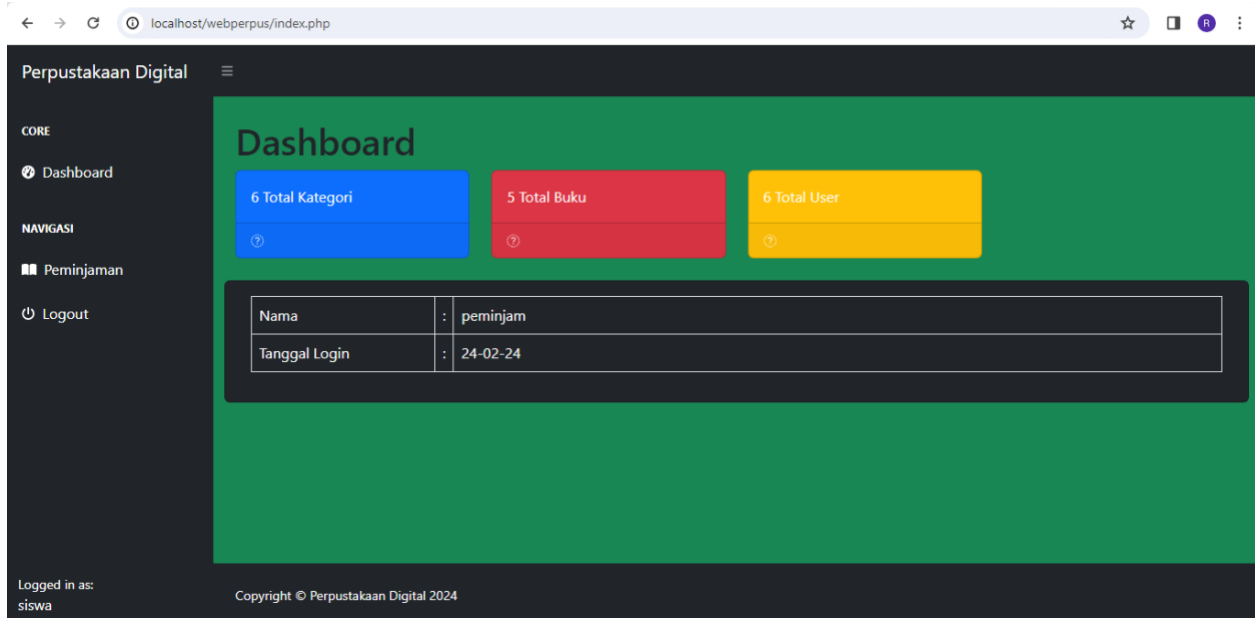 localhost/webperpus/index.php
R
Perpustakaan Digital
CORE
Dashboard
NAVIGASI
Peminjaman
Logout
Logged in as:
siswa
Dashboard
6 Total Kategori
5 Total Buku
6 Total User
Nama : peminjam
Tanggal Login : 24-02-24
Copyright © Perpustakaan Digital 2024